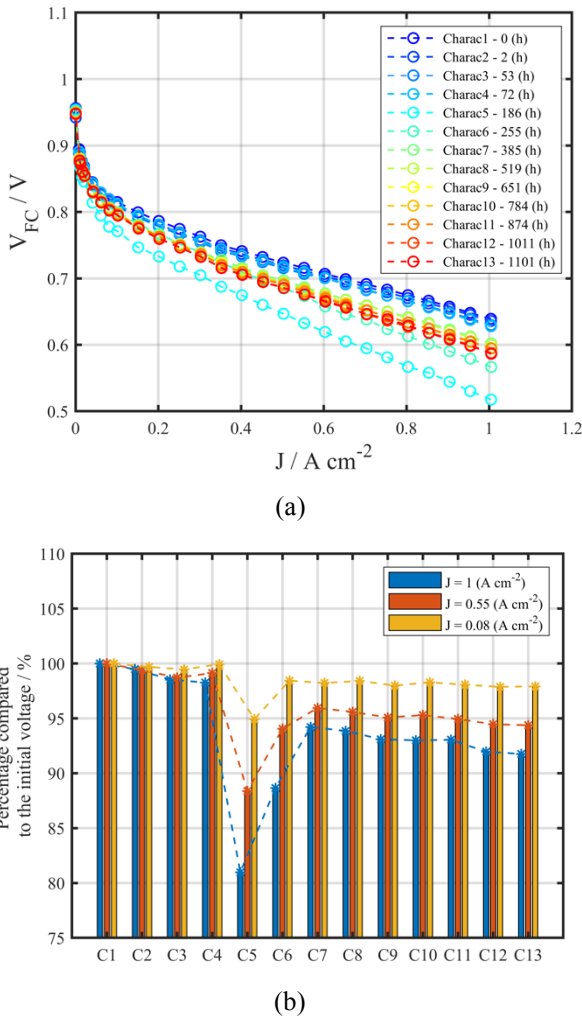 1.1
1
0.9
0.8
0.7
0.6
0.5
V_FC / V
0
0.2
0.4
0.6
0.8
1
1.2
J / A cm⁻²
Charac1 - 0 (h)
Charac2 - 2 (h)
Charac3 - 53 (h)
Charac4 - 72 (h)
Charac5 - 186 (h)
Charac6 - 255 (h)
Charac7 - 385 (h)
Charac8 - 519 (h)
Charac9 - 651 (h)
Charac10 - 784 (h)
Charac11 - 874 (h)
Charac12 - 1011 (h)
Charac13 - 1101 (h)
(a)
110
105
100
95
90
85
80
75
Percentage compared
to the initial voltage / %
J = 1 (A cm⁻²)
J = 0.55 (A cm⁻²)
J = 0.08 (A cm⁻²)
C1 C2 C3 C4 C5 C6 C7 C8 C9 C10 C11 C12 C13
(b)